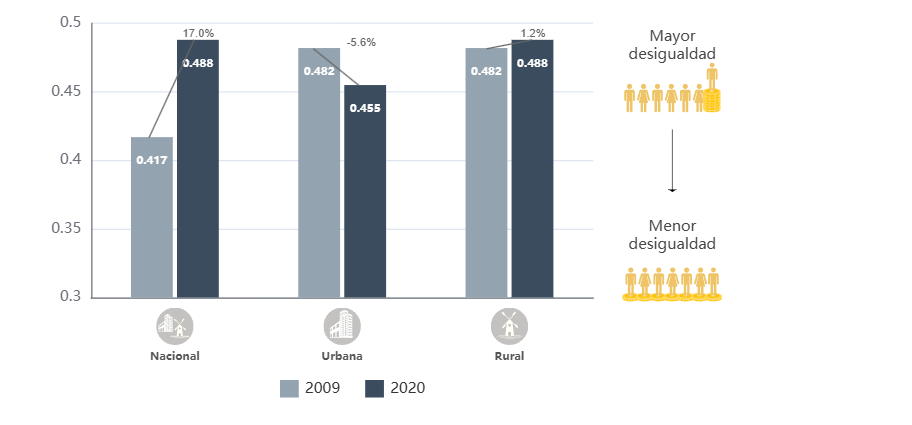 0.5
0.45
0.4
0.35
0.3
17.0%
-5.6%
1.2%
0.417
0.488
0.482
0.455
0.482
0.488
Nacional
Urbana
Rural
2009
2020
Mayor
desigualdad
Menor
desigualdad